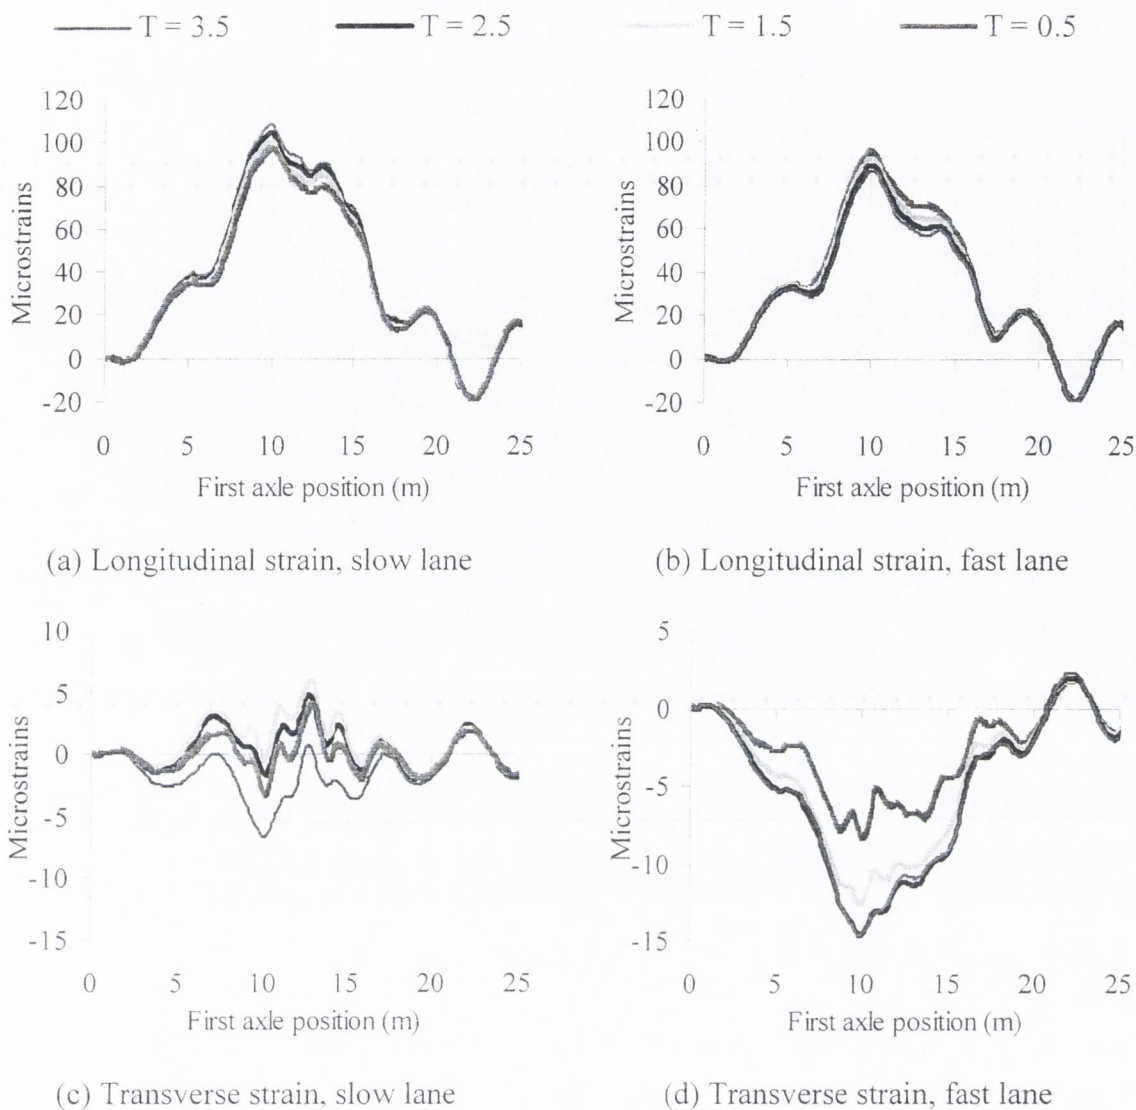 T = 3.5 T = 2.5 T = 1.5 T = 0.5
120
100
80
60
40
20
0
-20
Microstrains
0 5 10 15 20 25
First axle position (m)
(a) Longitudinal strain, slow lane
120
100
80
60
40
20
0
-20
Microstrains
0 5 10 15 20 25
First axle position (m)
(b) Longitudinal strain, fast lane
10
5
0
-5
-10
-15
Microstrains
0 5 10 15 20 25
First axle position (m)
(c) Transverse strain, slow lane
5
0
-5
-10
-15
Microstrains
0 5 10 15 20 25
First axle position (m)
(d) Transverse strain, fast lane